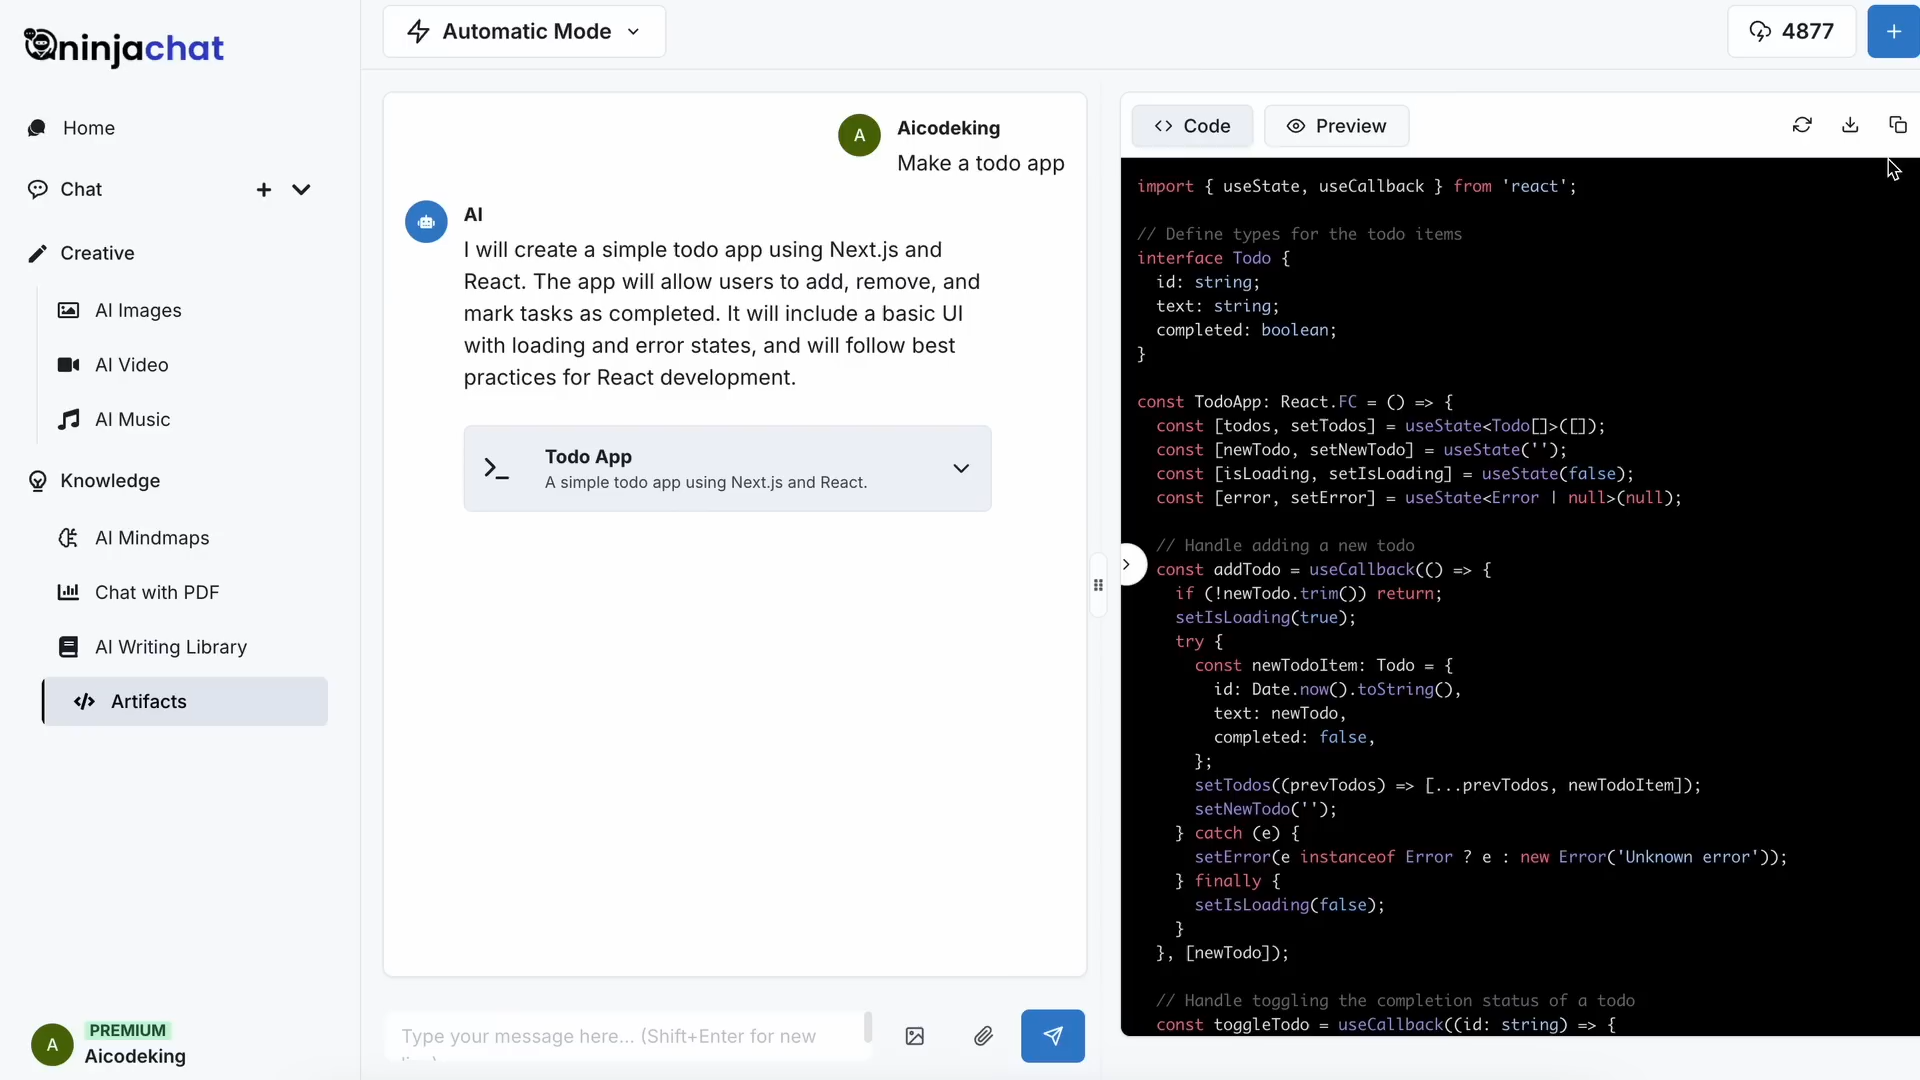 ninjachat
Home
Chat
Creative
AI Images
AI Video
AI Music
Knowledge
AI Mindmaps
Chat with PDF
AI Writing Library
Artifacts
A
PREMIUM
Aicodeking
Automatic Mode
4877
A
Aicodeking
Make a todo app
AI
I will create a simple todo app using Next.js and
React. The app will allow users to add, remove, and
mark tasks as completed. It will include a basic UI
with loading and error states, and will follow best
practices for React development.
Todo App
A simple todo app using Next.js and React.
Type your message here... (Shift+Enter for new
Code
Preview
import { useState, useCallback } from 'react';
// Define types for the todo items
interface Todo {
  id: string;
  text: string;
  completed: boolean;
}
const TodoApp: React.FC = () => {
  const [todos, setTodos] = useState<Todo[]>([]);
  const [newTodo, setNewTodo] = useState('');
  const [isLoading, setIsLoading] = useState(false);
  const [error, setError] = useState<Error | null>(null);
  // Handle adding a new todo
  const addTodo = useCallback(() => {
    if (!newTodo.trim()) return;
    setIsLoading(true);
    try {
      const newTodoItem: Todo = {
        id: Date.now().toString(),
        text: newTodo,
        completed: false,
      };
      setTodos((prevTodos) => [...prevTodos, newTodoItem]);
      setNewTodo('');
    } catch (e) {
      setError(e instanceof Error ? e : new Error('Unknown error'));
    } finally {
      setIsLoading(false);
    }
  }, [newTodo]);
  // Handle toggling the completion status of a todo
  const toggleTodo = useCallback((id: string) => {